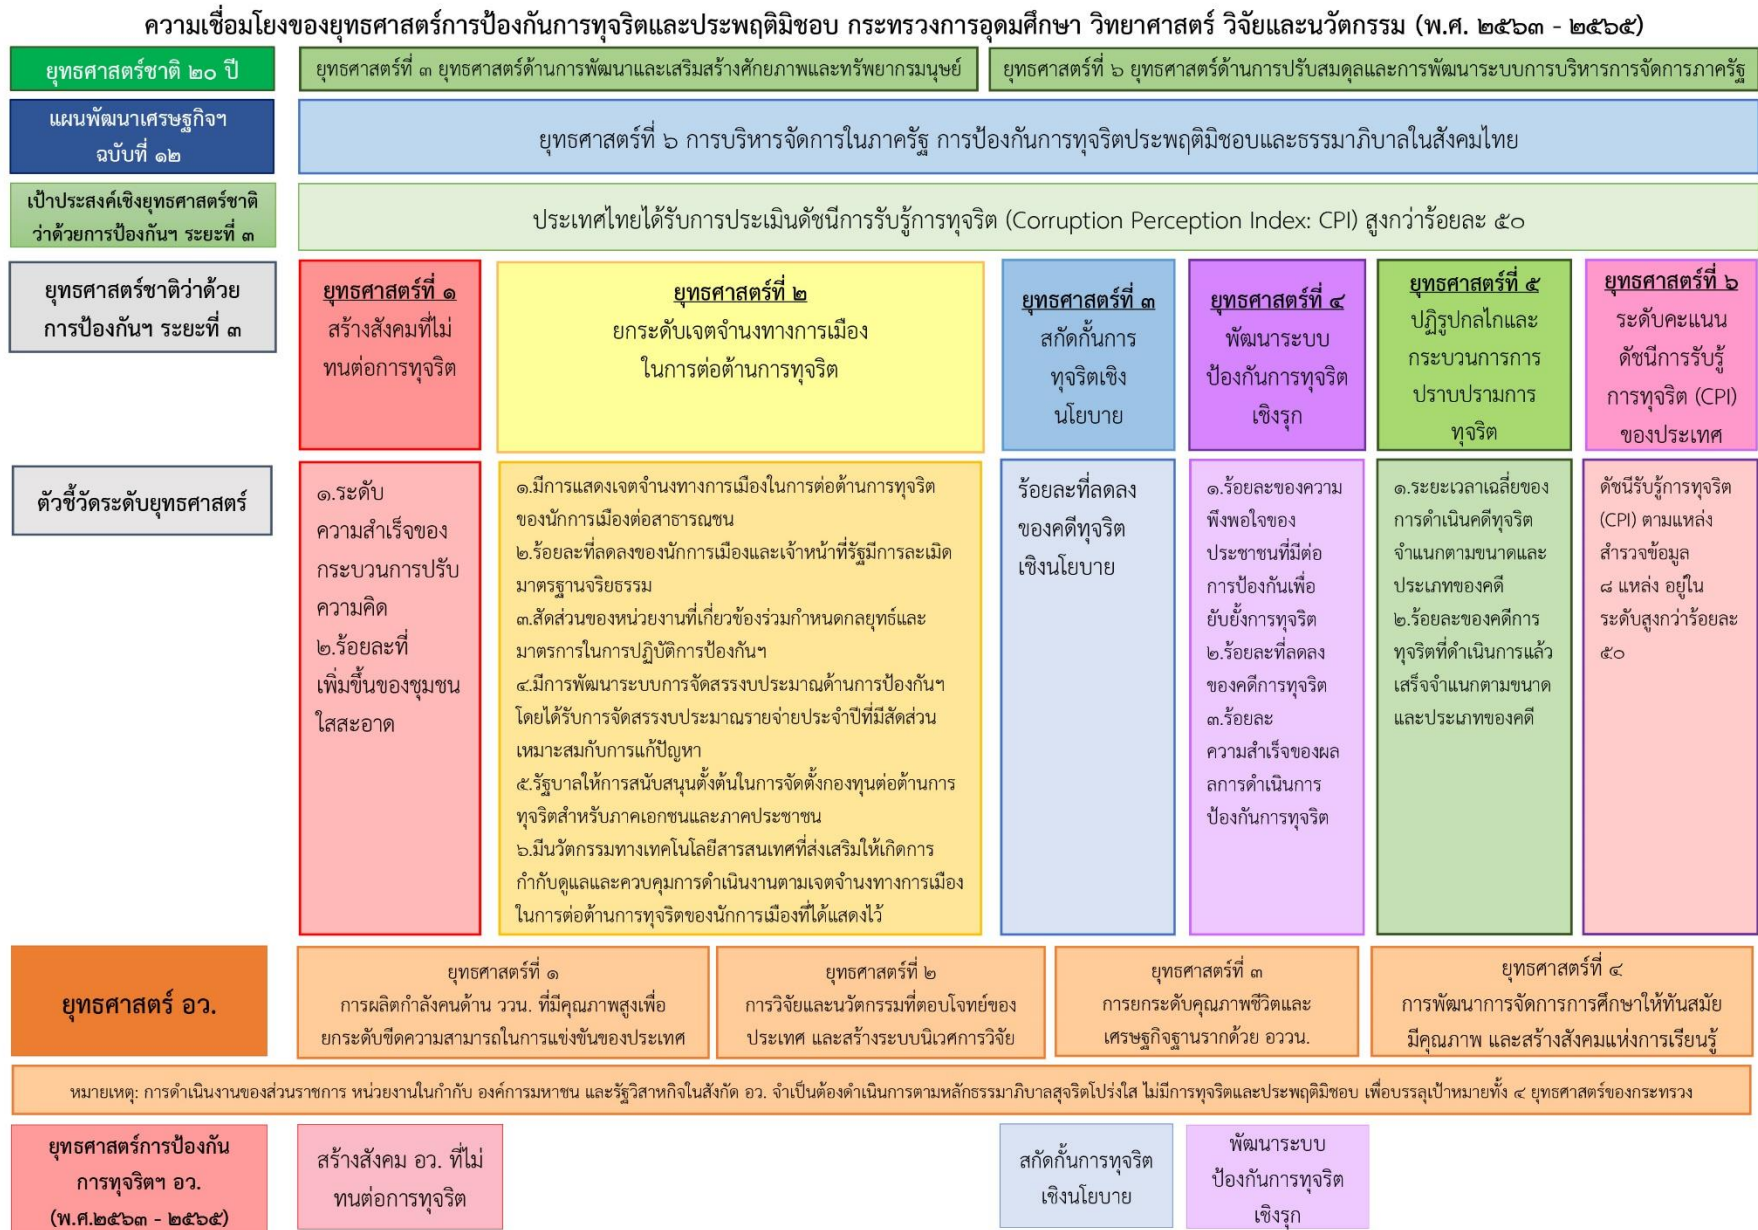 ความเชื่อมโยงของยุทธศาสตร์การป้องกันการทุจริตและประพฤติมิชอบ กระทรวงการอุดมศึกษา วิทยาศาสตร์ วิจัยและนวัตกรรม (พ.ศ. ๒๕๖๓ - ๒๕๖๕)
ยุทธศาสตร์ชาติ ๒๐ ปี
ยุทธศาสตร์ที่ ๓ ยุทธศาสตร์ด้านการพัฒนาและเสริมสร้างศักยภาพและทรัพยากรมนุษย์
ยุทธศาสตร์ที่ ๖ ยุทธศาสตร์ด้านการปรับสมดุลและการพัฒนาระบบการบริหารการจัดการภาครัฐ
แผนพัฒนาเศรษฐกิจฯ
ฉบับที่ ๑๒
ยุทธศาสตร์ที่ ๖ การบริหารจัดการในภาครัฐ การป้องกันการทุจริตประพฤติมิชอบและธรรมาภิบาลในสังคมไทย
เป้าประสงค์เชิงยุทธศาสตร์ชาติ
ว่าด้วยการป้องกันฯ ระยะที่ ๓
ประเทศไทยได้รับการประเมินดัชนีการรับรู้การทุจริต (Corruption Perception Index: CPI) สูงกว่าร้อยละ ๕๐
ยุทธศาสตร์ชาติว่าด้วย
การป้องกันฯ ระยะที่ ๓
ยุทธศาสตร์ที่ ๑
สร้างสังคมที่ไม่
ทนต่อการทุจริต
ยุทธศาสตร์ที่ ๒
ยกระดับเจตจำนงทางการเมือง
ในการต่อต้านการทุจริต
ยุทธศาสตร์ที่ ๓
สกัดกั้นการ
ทุจริตเชิง
นโยบาย
ยุทธศาสตร์ที่ ๔
พัฒนาระบบ
ป้องกันการทุจริต
เชิงรุก
ยุทธศาสตร์ที่ ๕
ปฏิรูปกลไกและ
กระบวนการการ
ปราบปรามการ
ทุจริต
ยุทธศาสตร์ที่ ๖
ระดับคะแนน
ดัชนีการรับรู้
การทุจริต (CPI)
ของประเทศ
ตัวชี้วัดระดับยุทธศาสตร์
๑.ระดับ
ความสำเร็จของ
กระบวนการปรับ
ความคิด
๒.ร้อยละที่
เพิ่มขึ้นของชุมชน
ใสสะอาด
๑.มีการแสดงเจตจำนงทางการเมืองในการต่อต้านการทุจริต
ของนักการเมืองต่อสาธารณชน
๒.ร้อยละที่ลดลงของนักการเมืองและเจ้าหน้าที่รัฐมีการละเมิด
มาตรฐานจริยธรรม
๓.สัดส่วนของหน่วยงานที่เกี่ยวข้องร่วมกำหนดกลยุทธ์และ
มาตรการในการปฏิบัติการป้องกันฯ
๔.มีการพัฒนาระบบการจัดสรรงบประมาณด้านการป้องกันฯ
โดยได้รับการจัดสรรงบประมาณรายจ่ายประจำปีที่มีสัดส่วน
เหมาะสมกับการแก้ปัญหา
๕.รัฐบาลให้การสนับสนุนตั้งต้นในการจัดตั้งกองทุนต่อต้านการ
ทุจริตสำหรับภาคเอกชนและภาคประชาชน
๖.มีนวัตกรรมทางเทคโนโลยีสารสนเทศที่ส่งเสริมให้เกิดการ
กำกับดูแลและควบคุมการดำเนินงานตามเจตจำนงทางการเมือง
ในการต่อต้านการทุจริตของนักการเมืองที่ได้แสดงไว้
ร้อยละที่ลดลง
ของคดีทุจริต
เชิงนโยบาย
๑.ร้อยละของความ
พึงพอใจของ
ประชาชนที่มีต่อ
การป้องกันเพื่อ
ยับยั้งการทุจริต
๒.ร้อยละที่ลดลง
ของคดีการทุจริต
๓.ร้อยละ
ความสำเร็จของผล
ลการดำเนินการ
ป้องกันการทุจริต
๑.ระยะเวลาเฉลี่ยของ
การดำเนินคดีทุจริต
จำแนกตามขนาดและ
ประเภทของคดี
๒.ร้อยละของคดีการ
ทุจริตที่ดำเนินการแล้ว
เสร็จจำแนกตามขนาด
และประเภทของคดี
ดัชนีรับรู้การทุจริต
(CPI) ตามแหล่ง
สำรวจข้อมูล
๘ แหล่ง อยู่ใน
ระดับสูงกว่าร้อยละ
๕๐
ยุทธศาสตร์ อว.
ยุทธศาสตร์ที่ ๑
การผลิตกำลังคนด้าน ววน. ที่มีคุณภาพสูงเพื่อ
ยกระดับขีดความสามารถในการแข่งขันของประเทศ
ยุทธศาสตร์ที่ ๒
การวิจัยและนวัตกรรมที่ตอบโจทย์ของ
ประเทศ และสร้างระบบนิเวศการวิจัย
ยุทธศาสตร์ที่ ๓
การยกระดับคุณภาพชีวิตและ
เศรษฐกิจฐานรากด้วย อววน.
ยุทธศาสตร์ที่ ๔
การพัฒนาการจัดการการศึกษาให้ทันสมัย
มีคุณภาพ และสร้างสังคมแห่งการเรียนรู้
หมายเหตุ: การดำเนินงานของส่วนราชการ หน่วยงานในกำกับ องค์การมหาชน และรัฐวิสาหกิจในสังกัด อว. จำเป็นต้องดำเนินการตามหลักธรรมาภิบาลสุจริตโปร่งใส ไม่มีการทุจริตและประพฤติมิชอบ เพื่อบรรลุเป้าหมายทั้ง ๔ ยุทธศาสตร์ของกระทรวง
ยุทธศาสตร์การป้องกัน
การทุจริตฯ อว.
(พ.ศ.๒๕๖๓ - ๒๕๖๕)
สร้างสังคม อว. ที่ไม่
ทนต่อการทุจริต
สกัดกั้นการทุจริต
เชิงนโยบาย
พัฒนาระบบ
ป้องกันการทุจริต
เชิงรุก